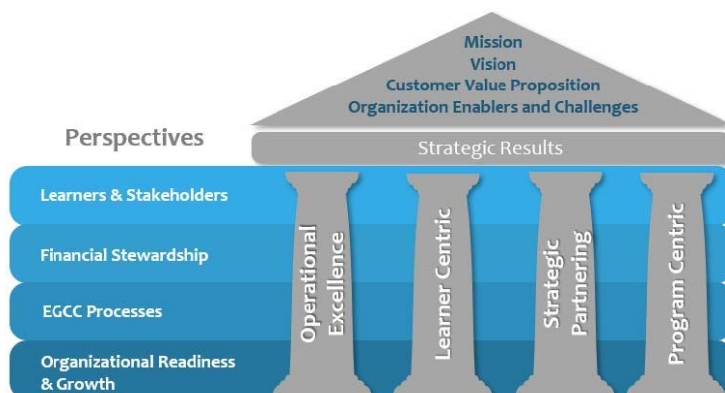 Mission
Vision
Customer Value Proposition
Organization Enablers and Challenges
Perspectives
Strategic Results
Learners & Stakeholders
Financial Stewardship
EGCC Processes
Organizational Readiness
& Growth
Operational
Excellence
Learner Centric
Strategic
Partnering
Program Centric